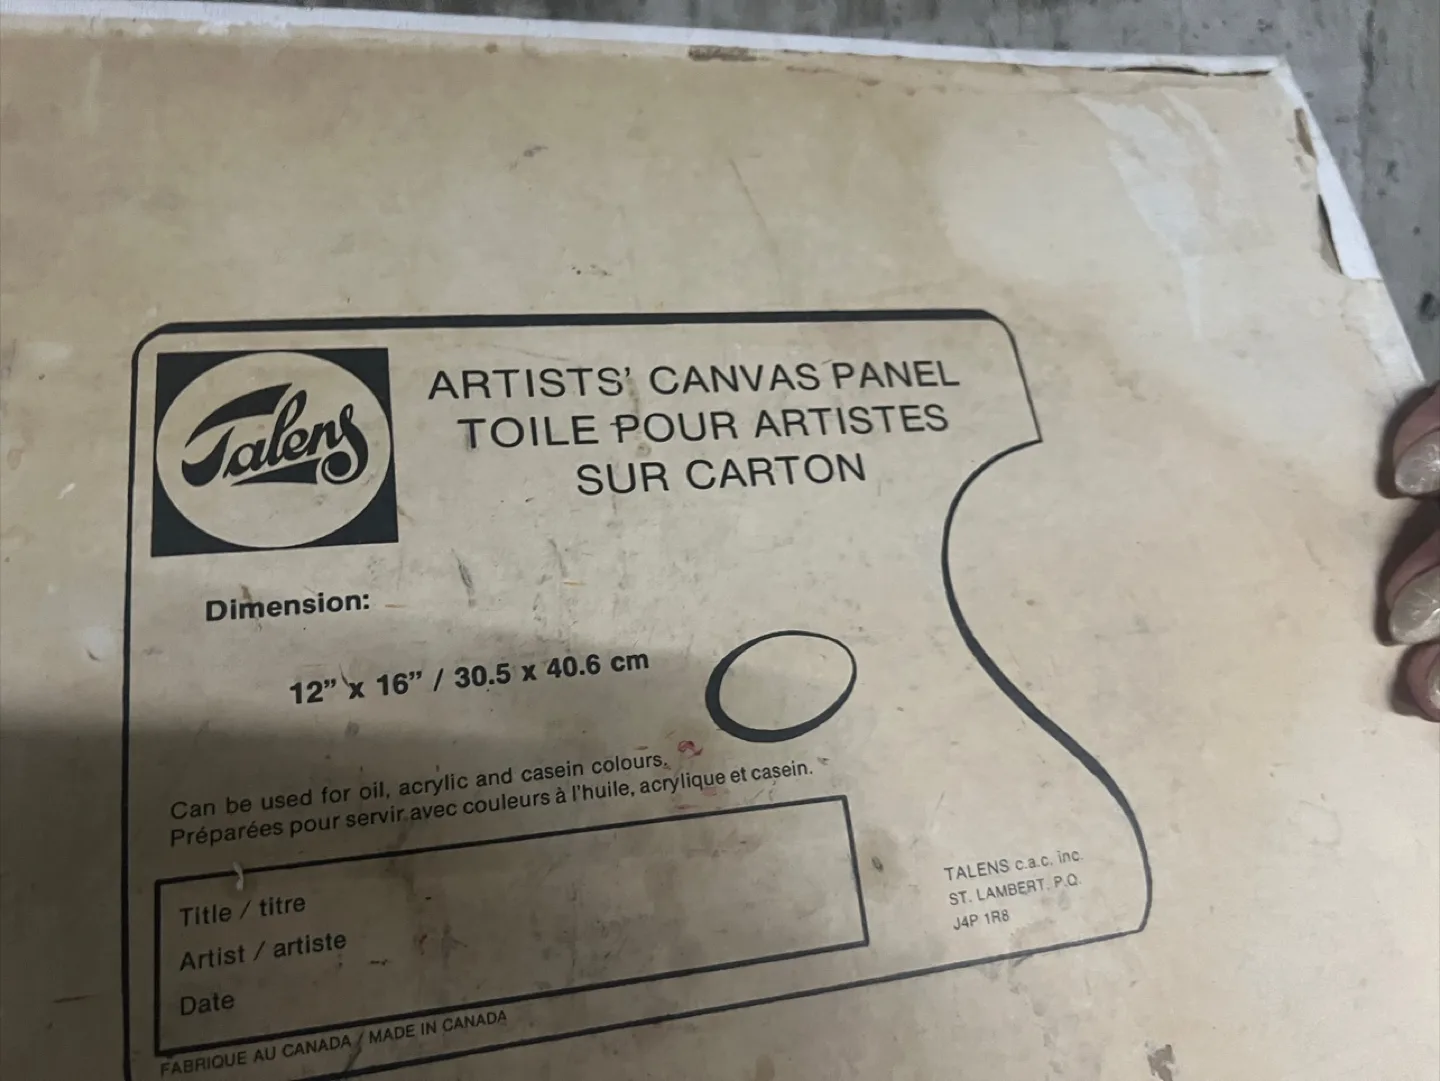 Talens
ARTISTS' CANVAS PANEL
TOILE POUR ARTISTES
SUR CARTON
Dimension:
12” x 16” / 30.5 x 40.6 cm
Can be used for oil, acrylic and casein colours.
Préparées pour servir avec couleurs à l'huile, acrylique et casein.
Title / titre
Artist / artiste
Date
TALENS c.a.c. inc.
ST. LAMBERT, P.Q.
J4P 1R8
FABRIQUE AU CANADA / MADE IN CANADA